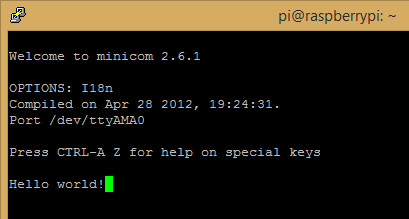 pi@raspberrypi: ~
Welcome to minicom 2.6.1
OPTIONS: I18n
Compiled on Apr 28 2012, 19:24:31.
Port /dev/ttyAMA0
Press CTRL-A Z for help on special keys
Hello world!